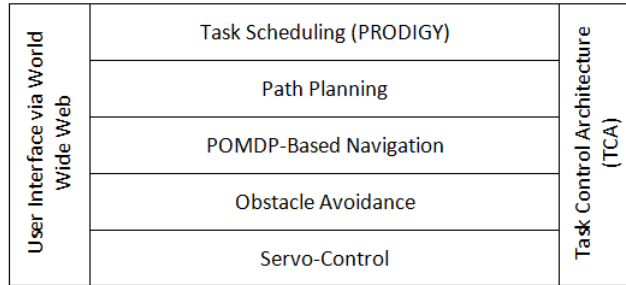 User Interface via World
Wide Web
Task Scheduling (PRODIGY)
Path Planning
POMDP-Based Navigation
Obstacle Avoidance
Servo-Control
Task Control Architecture
(TCA)